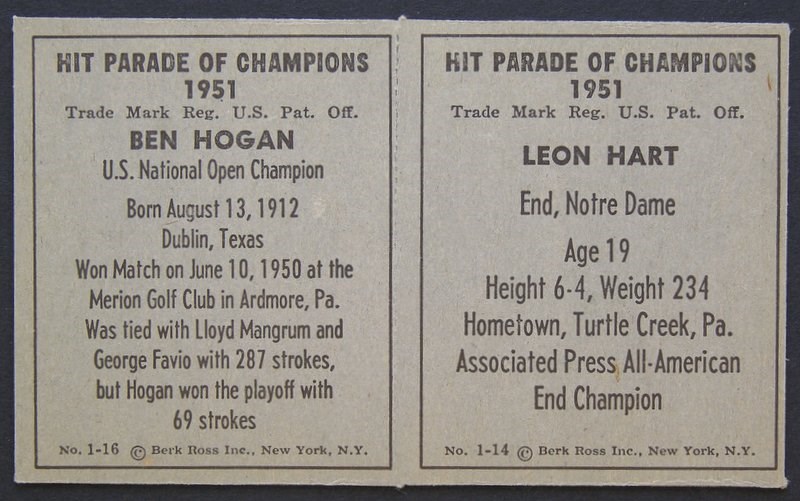 HIT PARADE OF CHAMPIONS
1951
Trade Mark Reg. U.S. Pat. Off.
BEN HOGAN
U.S. National Open Champion
Born August 13, 1912
Dublin, Texas
Won Match on June 10, 1950 at the
Merion Golf Club in Ardmore, Pa.
Was tied with Lloyd Mangrum and
George Favio with 287 strokes,
but Hogan won the playoff with
69 strokes
No. 1-16 © Berk Ross Inc., New York, N.Y.
HIT PARADE OF CHAMPIONS
1951
Trade Mark Reg. U.S. Pat. Off.
LEON HART
End, Notre Dame
Age 19
Height 6-4, Weight 234
Hometown, Turtle Creek, Pa.
Associated Press All-American
End Champion
No. 1-14 © Berk Ross Inc., New York, N.Y.